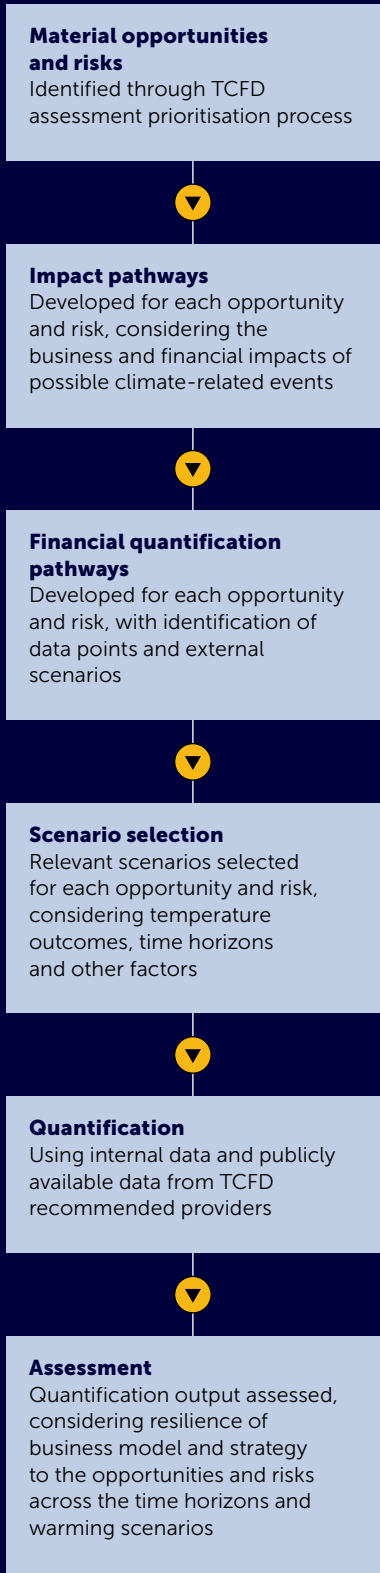 Material opportunities
and risks
Identified through TCFD
assessment prioritisation process
Impact pathways
Developed for each opportunity
and risk, considering the
business and financial impacts of
possible climate-related events
Financial quantification
pathways
Developed for each opportunity
and risk, with identification of
data points and external
scenarios
Scenario selection
Relevant scenarios selected
for each opportunity and risk,
considering temperature
outcomes, time horizons
and other factors
Quantification
Using internal data and publicly
available data from TCFD
recommended providers
Assessment
Quantification output assessed,
considering resilience of
business model and strategy
to the opportunities and risks
across the time horizons and
warming scenarios